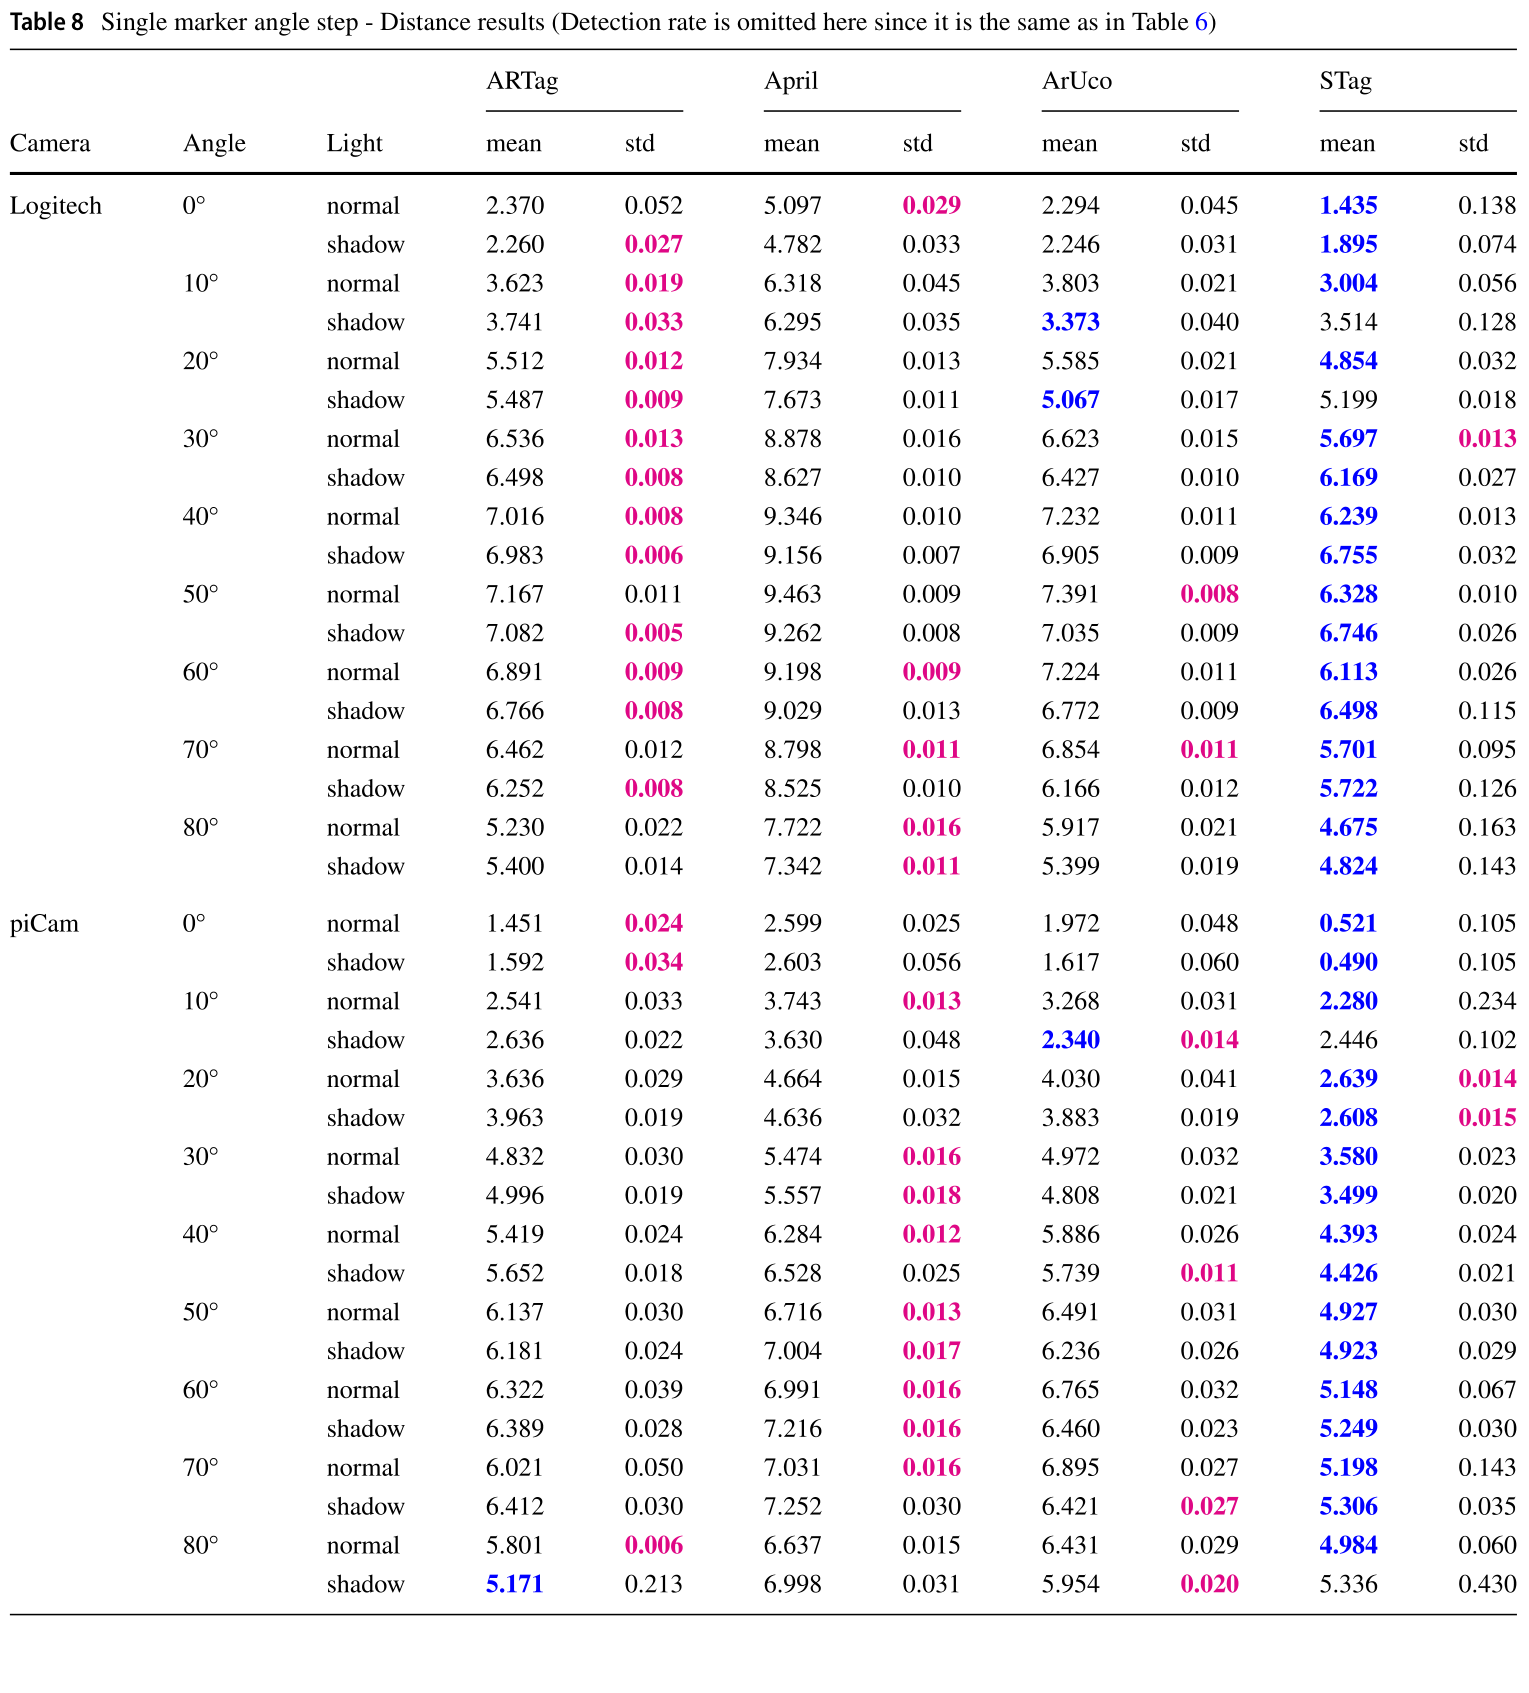 Table 8 Single marker angle step - Distance results (Detection rate is omitted here since it is the same as in Table 6)
ARTag April ArUco STag
Camera Angle Light mean std mean std mean std mean std
Logitech 0° normal 2.370 0.052 5.097 0.029 2.294 0.045 1.435 0.138
shadow 2.260 0.027 4.782 0.033 2.246 0.031 1.895 0.074
10° normal 3.623 0.019 6.318 0.045 3.803 0.021 3.004 0.056
shadow 3.741 0.033 6.295 0.035 3.373 0.040 3.514 0.128
20° normal 5.512 0.012 7.934 0.013 5.585 0.021 4.854 0.032
shadow 5.487 0.009 7.673 0.011 5.067 0.017 5.199 0.018
30° normal 6.536 0.013 8.878 0.016 6.623 0.015 5.697 0.013
shadow 6.498 0.008 8.627 0.010 6.427 0.010 6.169 0.027
40° normal 7.016 0.008 9.346 0.010 7.232 0.011 6.239 0.013
shadow 6.983 0.006 9.156 0.007 6.905 0.009 6.755 0.032
50° normal 7.167 0.011 9.463 0.009 7.391 0.008 6.328 0.010
shadow 7.082 0.005 9.262 0.008 7.035 0.009 6.746 0.026
60° normal 6.891 0.009 9.198 0.009 7.224 0.011 6.113 0.026
shadow 6.766 0.008 9.029 0.013 6.772 0.009 6.498 0.115
70° normal 6.462 0.012 8.798 0.011 6.854 0.011 5.701 0.095
shadow 6.252 0.008 8.525 0.010 6.166 0.012 5.722 0.126
80° normal 5.230 0.022 7.722 0.016 5.917 0.021 4.675 0.163
shadow 5.400 0.014 7.342 0.011 5.399 0.019 4.824 0.143
piCam 0° normal 1.451 0.024 2.599 0.025 1.972 0.048 0.521 0.105
shadow 1.592 0.034 2.603 0.056 1.617 0.060 0.490 0.105
10° normal 2.541 0.033 3.743 0.013 3.268 0.031 2.280 0.234
shadow 2.636 0.022 3.630 0.048 2.340 0.014 2.446 0.102
20° normal 3.636 0.029 4.664 0.015 4.030 0.041 2.639 0.014
shadow 3.963 0.019 4.636 0.032 3.883 0.019 2.608 0.015
30° normal 4.832 0.030 5.474 0.016 4.972 0.032 3.580 0.023
shadow 4.996 0.019 5.557 0.018 4.808 0.021 3.499 0.020
40° normal 5.419 0.024 6.284 0.012 5.886 0.026 4.393 0.024
shadow 5.652 0.018 6.528 0.025 5.739 0.011 4.426 0.021
50° normal 6.137 0.030 6.716 0.013 6.491 0.031 4.927 0.030
shadow 6.181 0.024 7.004 0.017 6.236 0.026 4.923 0.029
60° normal 6.322 0.039 6.991 0.016 6.765 0.032 5.148 0.067
shadow 6.389 0.028 7.216 0.016 6.460 0.023 5.249 0.030
70° normal 6.021 0.050 7.031 0.016 6.895 0.027 5.198 0.143
shadow 6.412 0.030 7.252 0.030 6.421 0.027 5.306 0.035
80° normal 5.801 0.006 6.637 0.015 6.431 0.029 4.984 0.060
shadow 5.171 0.213 6.998 0.031 5.954 0.020 5.336 0.430